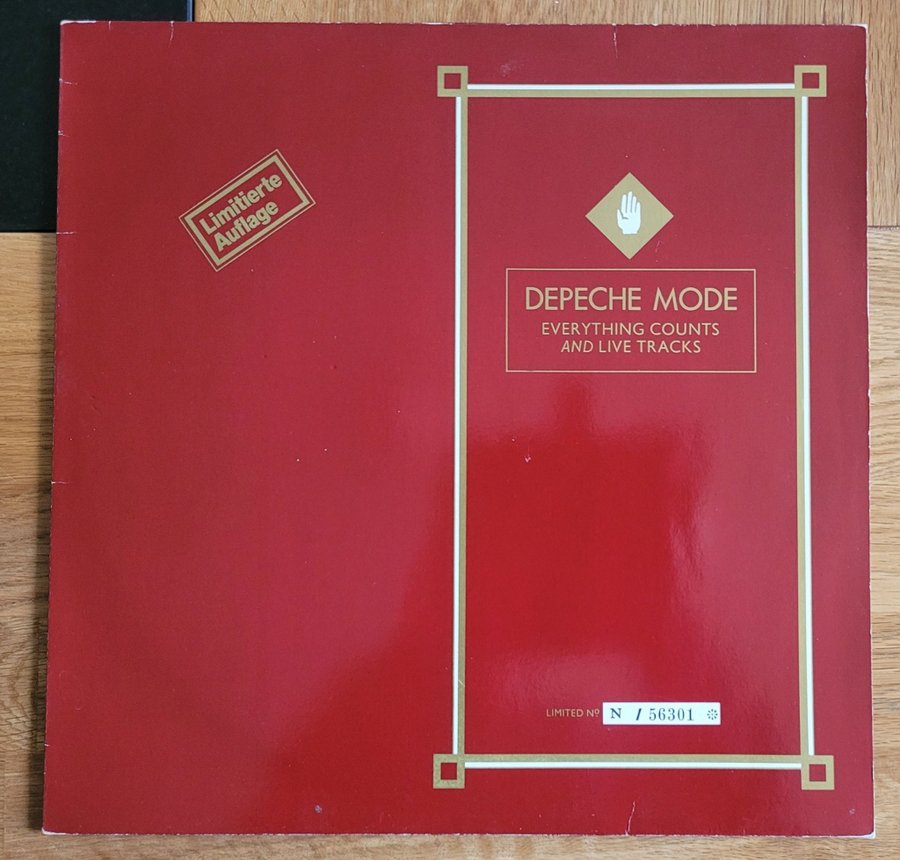 Limitierte
Auflage
DEPECHE MODE
EVERYTHING COUNTS
AND LIVE TRACKS
LIMITED Nº N / 56301 ❊